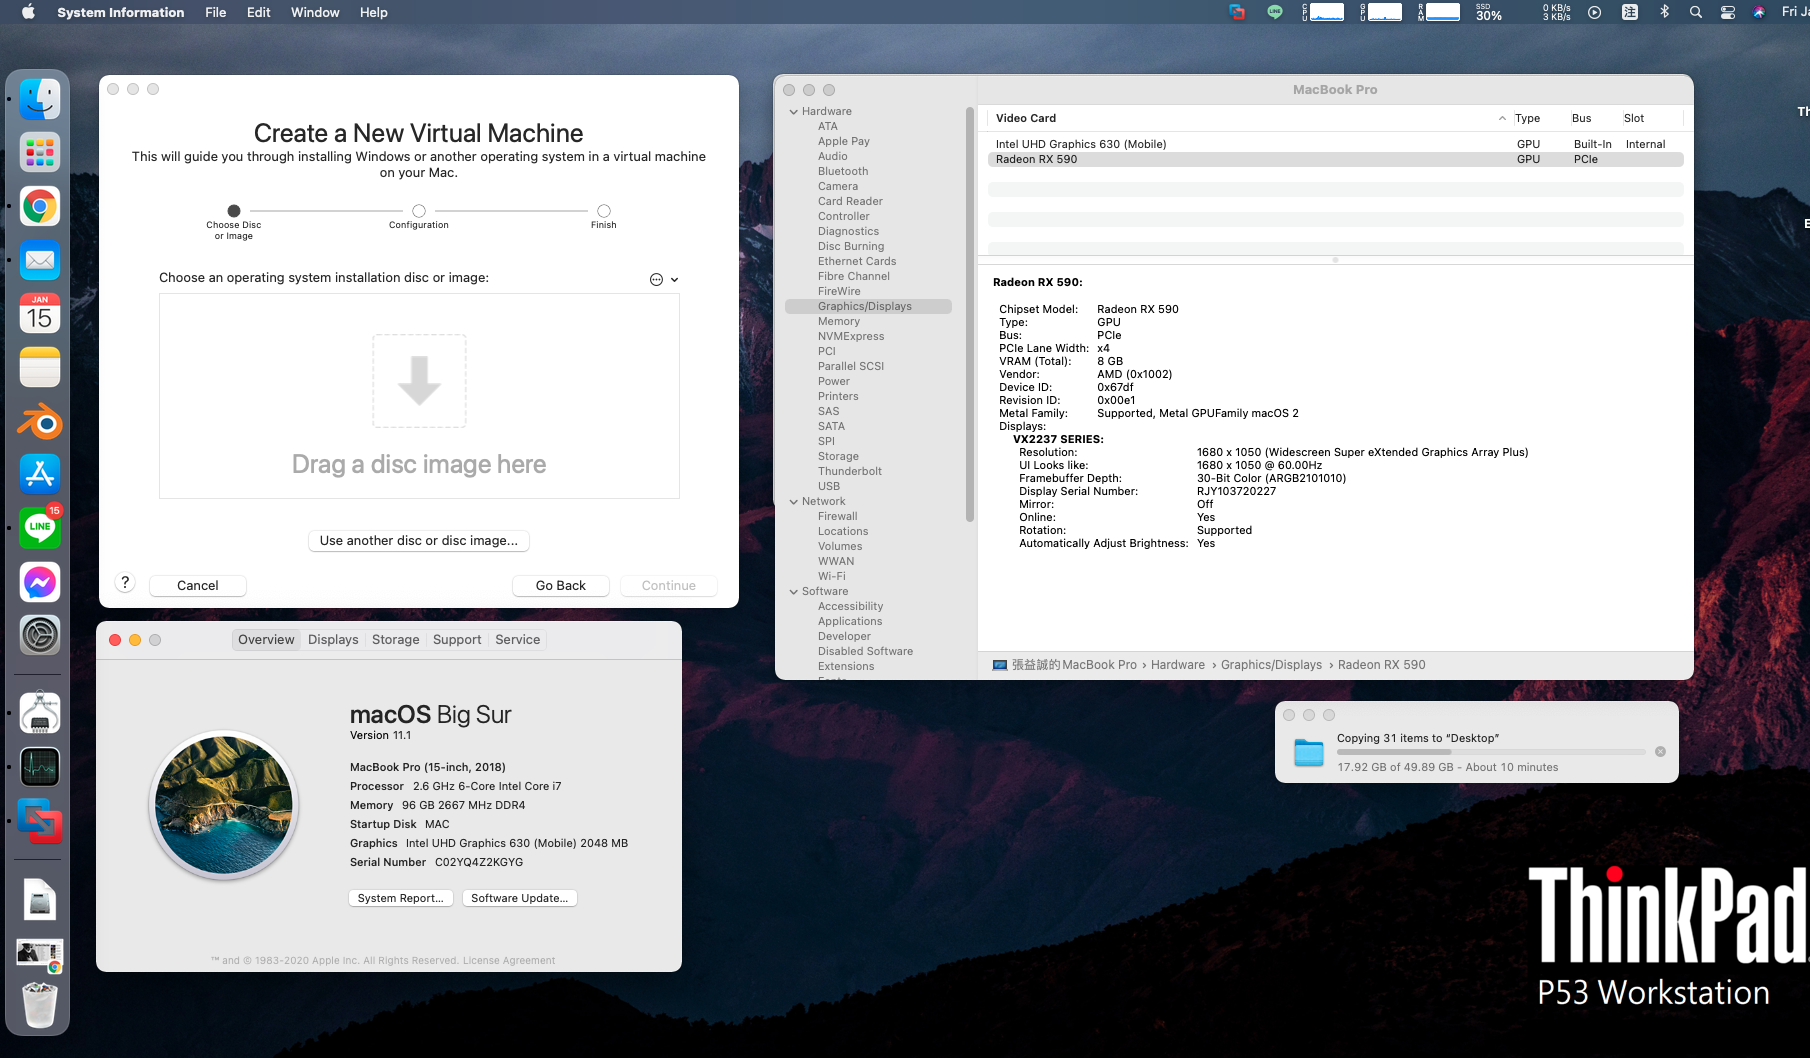 System Information File Edit Window Help
CPU GPU RAM SSD 30% 0 KB/s 3 KB/s 注 Fri Ja
JAN
15
15
LINE
Create a New Virtual Machine
This will guide you through installing Windows or another operating system in a virtual machine
on your Mac.
Choose Disc
or Image
Configuration
Finish
Choose an operating system installation disc or image:
Drag a disc image here
Use another disc or disc image...
? Cancel Go Back Continue
Overview Displays Storage Support Service
macOS Big Sur
Version 11.1
MacBook Pro (15-inch, 2018)
Processor 2.6 GHz 6-Core Intel Core i7
Memory 96 GB 2667 MHz DDR4
Startup Disk MAC
Graphics Intel UHD Graphics 630 (Mobile) 2048 MB
Serial Number C02YQ4Z2KGYG
System Report... Software Update...
™ and © 1983-2020 Apple Inc. All Rights Reserved. License Agreement
MacBook Pro
Hardware
ATA
Apple Pay
Audio
Bluetooth
Camera
Card Reader
Controller
Diagnostics
Disc Burning
Ethernet Cards
Fibre Channel
FireWire
Graphics/Displays
Memory
NVMExpress
PCI
Parallel SCSI
Power
Printers
SAS
SATA
SPI
Storage
Thunderbolt
USB
Network
Firewall
Locations
Volumes
WWAN
Wi-Fi
Software
Accessibility
Applications
Developer
Disabled Software
Extensions
Fonts
Video Card Type Bus Slot
Intel UHD Graphics 630 (Mobile) GPU Built-In Internal
Radeon RX 590 GPU PCIe
Radeon RX 590:
Chipset Model: Radeon RX 590
Type: GPU
Bus: PCIe
PCIe Lane Width: x4
VRAM (Total): 8 GB
Vendor: AMD (0x1002)
Device ID: 0x67df
Revision ID: 0x00e1
Metal Family: Supported, Metal GPUFamily macOS 2
Displays:
VX2237 SERIES:
Resolution: 1680 x 1050 (Widescreen Super eXtended Graphics Array Plus)
UI Looks like: 1680 x 1050 @ 60.00Hz
Framebuffer Depth: 30-Bit Color (ARGB2101010)
Display Serial Number: RJY103720227
Mirror: Off
Online: Yes
Rotation: Supported
Automatically Adjust Brightness: Yes
張益誠的MacBook Pro › Hardware › Graphics/Displays › Radeon RX 590
Copying 31 items to “Desktop”
17.92 GB of 49.89 GB - About 10 minutes
Th
E
ThinkPad
P53 Workstation